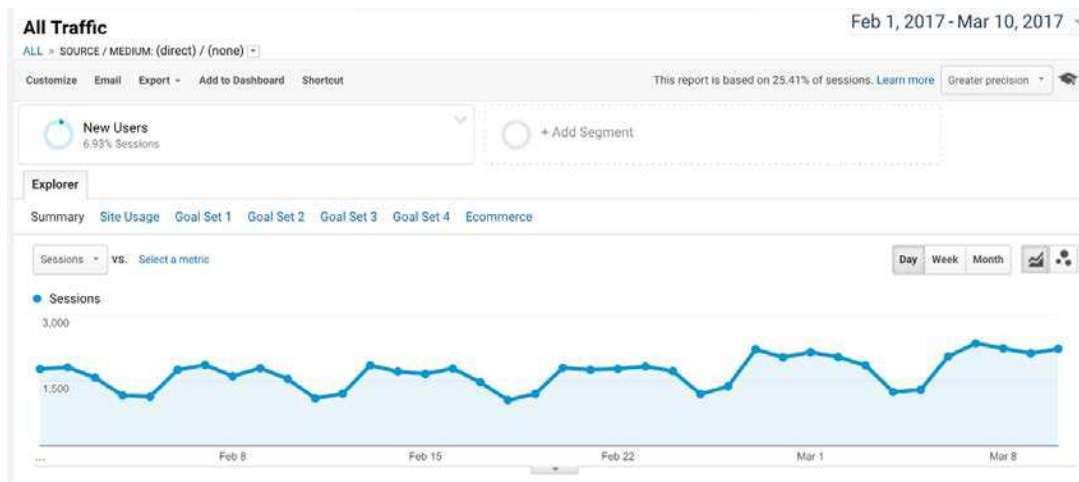 All Traffic
Feb 1, 2017 - Mar 10, 2017
ALL » SOURCE / MEDIUM: (direct) / (none)
Customize Email Export Add to Dashboard Shortcut
This report is based on 25.41% of sessions. Learn more Greater precision
New Users
6.93% Sessions
+ Add Segment
Explorer
Summary Site Usage Goal Set 1 Goal Set 2 Goal Set 3 Goal Set 4 Ecommerce
Sessions VS. Select a metric
Day Week Month
Sessions
3,000
1,500
... Feb 8 Feb 15 Feb 22 Mar 1 Mar 8